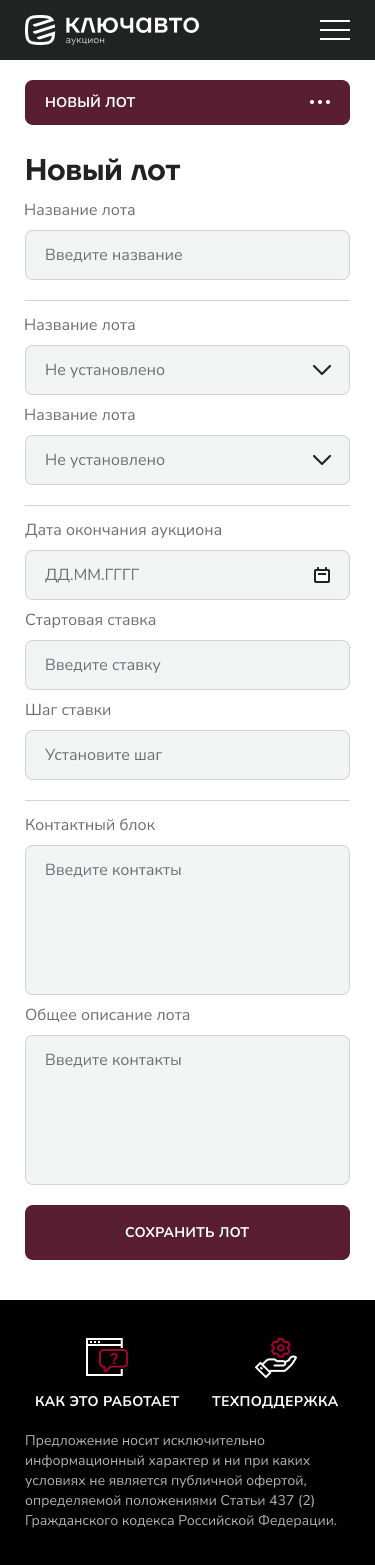 ключавто
аукцион
НОВЫЙ ЛОТ
Новый лот
Название лота
Введите название
Название лота
Не установлено
Название лота
Не установлено
Дата окончания аукциона
ДД.ММ.ГГГГ
Стартовая ставка
Введите ставку
Шаг ставки
Установите шаг
Контактный блок
Введите контакты
Общее описание лота
Введите контакты
СОХРАНИТЬ ЛОТ
?
КАК ЭТО РАБОТАЕТ
ТЕХПОДДЕРЖКА
Предложение носит исключительно
информационный характер и ни при каких
условиях не является публичной офертой,
определяемой положениями Статьи 437 (2)
Гражданского кодекса Российской Федерации.